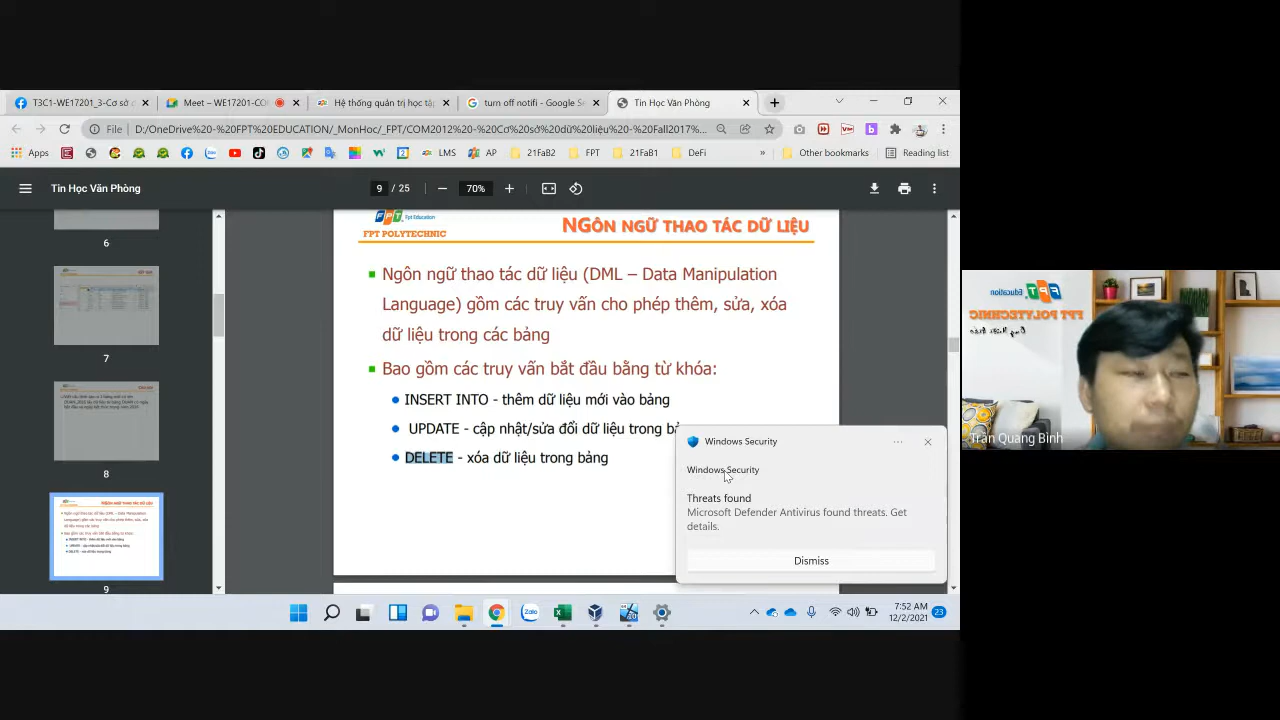 T3C1-WE17201_3-Cơ sở d
Meet – WE17201-CO
Hệ thống quản trị học tập
turn off notifi - Google Se
Tin Học Văn Phòng
File
D:/OneDrive%20-%20FPT%20EDUCATION/_MonHoc/_FPT/COM2012%20-%20Cơ%20sở%20dữ%20liệu%20-%20Fall2017%...
Apps
LMS
AP
21FaB2
FPT
21FaB1
DeFi
»
Other bookmarks
Reading list
Tin Học Văn Phòng
9 / 25
70%
6
7
8
9
FPT Fpt Education
FPT POLYTECHNIC
NGÔN NGỮ THAO TÁC DỮ LIỆU
Ngôn ngữ thao tác dữ liệu (DML – Data Manipulation
Language) gồm các truy vấn cho phép thêm, sửa, xóa
dữ liệu trong các bảng
Bao gồm các truy vấn bắt đầu bằng từ khóa:
INSERT INTO - thêm dữ liệu mới vào bảng
UPDATE - cập nhật/sửa đổi dữ liệu trong bả
DELETE - xóa dữ liệu trong bảng
Windows Security
Windows Security
Threats found
Microsoft Defender Antivirus found threats. Get
details.
Dismiss
FPT Education
FPT POLYTECHNIC
Trần Quang Bình
7:52 AM
12/2/2021
23